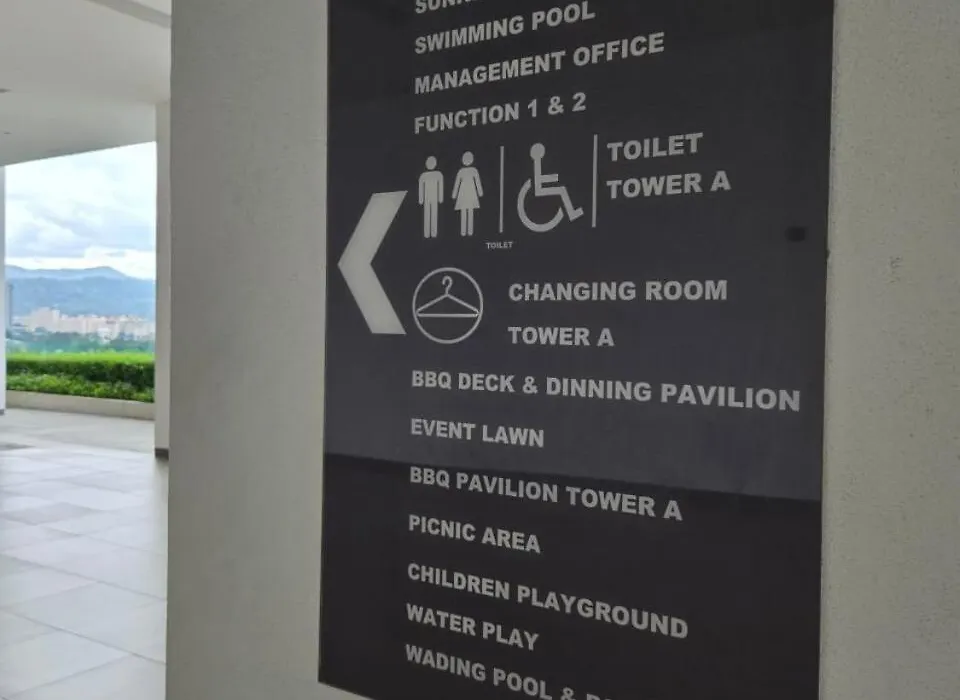 SWIMMING POOL
MANAGEMENT OFFICE
FUNCTION 1 & 2
TOILET
TOWER A
TOILET
CHANGING ROOM
TOWER A
BBQ DECK & DINNING PAVILION
EVENT LAWN
BBQ PAVILION TOWER A
PICNIC AREA
CHILDREN PLAYGROUND
WATER PLAY
WADING POOL &